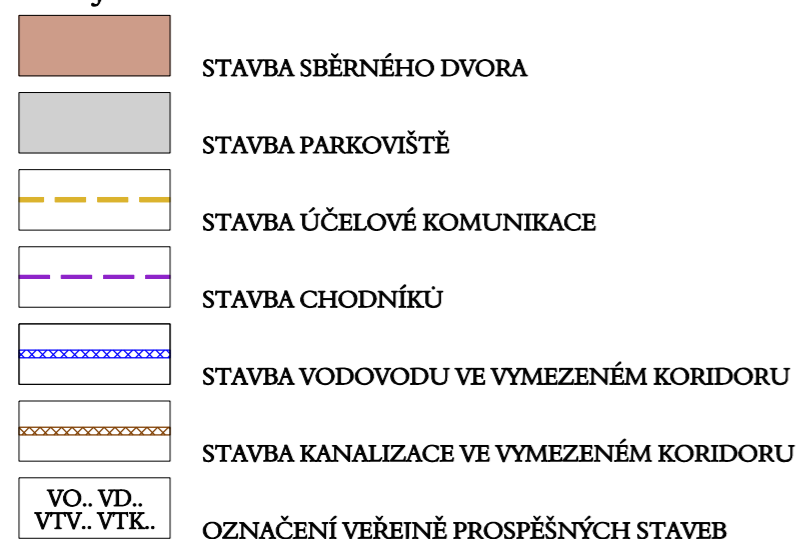 STAVBA SBĚRNÉHO DVORA
STAVBA PARKOVIŠTĚ
STAVBA ÚČELOVÉ KOMUNIKACE
STAVBA CHODNÍKŮ
STAVBA VODOVODU VE VYMEZENÉM KORIDORU
STAVBA KANALIZACE VE VYMEZENÉM KORIDORU
VO.. VD..
VTV.. VTK..
OZNAČENÍ VEŘEJNĚ PROSPĚŠNÝCH STAVEB